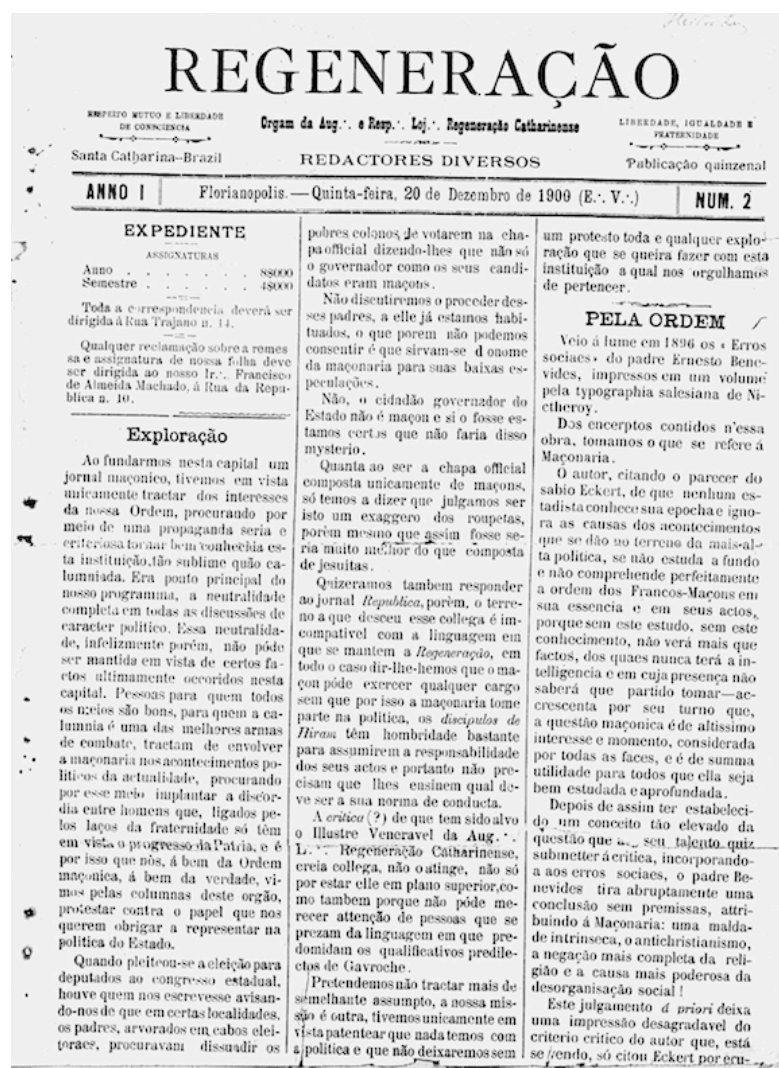 REGENERAÇÃO
RESPEITO MUTUO E LIBERDADE
DE CONSCIENCIA
Orgam da Aug.·. e Resp.·. Loj.·. Regeneração Catharinense
LIBERDADE, IGUALDADE E
FRATERNIDADE
Santa Catharina–Brazil
REDACTORES DIVERSOS
Publicação quinzenal
ANNO I
Florianopolis.—Quinta-feira, 20 de Dezembro de 1900 (E.·. V.·.)
NUM. 2
EXPEDIENTE
ASSIGNATURAS
Anno . . . . . . . 8$000
Semestre . . . . . . 4$000
Toda a correspondencia deverá ser
dirigida á Rua Trajano n. 14.
Qualquer reclamação sobre a remes
sa e assignatura de nossa folha deve
ser dirigida ao nosso Ir.·. Francisco
de Almeida Machado, á Rua da Repu-
blica n. 10.
Exploração
Ao fundarmos nesta capital um
jornal maçonico, tivemos em vista
unicamente tractar dos interesses
da nossa Ordem, procurando por
meio de uma propaganda seria e
criteriosa tornar bem conhecida es-
ta instituição, tão sublime quão ca-
lumniada. Era ponto principal do
nosso programma, a neutralidade
completa em todas as discussões de
caracter politico. Essa neutralida-
de, infelizmente porém, não póde
ser mantida em vista de certos fa-
ctos ultimamente occoridos nesta
capital. Pessoas para quem todos
os meios são bons, para quem a ca-
lumnia é uma das melhores armas
de combate, tractam de envolver
a maçonaria nos acontecimentos po-
liticos da actualidade, procurando
por esse meio implantar a discor-
dia entre homens que, ligados pe-
los laços da fraternidade só têm
em vista o progresso da Patria, e é
por isso que nós, á bem da Ordem
maçonica, á bem da verdade, vi-
mos pelas columnas deste orgão,
protestar contra o papel que nos
querem obrigar a representar na
politica do Estado.
Quando pleiteou-se a eleição para
deputados ao congresso estadual,
houve quem nos escrevesse avisan-
do-nos de que em certas localidades,
os padres, arvorados em cabos elei-
toraes, procuravam dissuadir os
pobres colonos, de votarem na cha-
pa official dizendo-lhes que não só
o governador como os seus candi-
datos eram maçons.
Não discutiremos o proceder des-
ses padres, a elle já estamos habi-
tuados, o que porem não podemos
consentir é que sirvam-se d o nome
da maçonaria para suas baixas es-
peculações.
Não, o cidadão governador do
Estado não é maçon e si o fosse es-
tamos certos que não faria disso
mysterio.
Quanta ao ser a chapa official
composta unicamente de maçons,
só temos a dizer que julgamos ser
isto um exaggero dos roupetas,
porèm mesmo que assim fosse se-
ria muito melhor do que composta
de jesuitas.
Quizeramos tambem responder
ao jornal Republica, porèm, o terre-
no a que desceu esse collega é im-
compativel com a linguagem em
que se mantem a Regeneração, em
todo o caso dir-lhe-hemos que o ma-
çon póde exercer qualquer cargo
sem que por isso a maçonaria tome
parte na politica, os discipulos de
Hiram têm hombridade bastante
para assumirem a responsabilidade
dos seus actos e portanto não pre-
cisam que lhes ensinem qual de-
ve ser a sua norma de conducta.
A critica (?) de que tem sido alvo
o Illustre Veneravel da Aug.·.
L.·. Regeneração Catharinense,
creia collega, não o atinge, não só
por estar elle em plano superior, co-
mo tambem porque não póde me-
recer attenção de pessoas que se
prezam da linguagem em que pre-
domidam os qualificativos predile-
ctos de Gavroche.
Pretendemos não tractar mais de
semelhante assumpto, a nossa mis-
são é outra, tivemos unicamente em
vista patentear que nada temos com
a politica e que não deixaremos sem
um protesto toda e qualquer explo-
ração que se queira fazer com esta
instituição a qual nos orgulhamos
de pertencer.
PELA ORDEM
Veio á lume em 1896 os « Erros
sociaes» do padre Ernesto Bene-
vides, impressos em um volume
pela typographia salesiana de Ni-
ctheroy.
Dos encerptos contidos n'essa
obra, tomamos o que se refere á
Maçonaria.
O autor, citando o parecer do
sabio Eckert, de que nenhum es-
tadista conhece sua epocha e igno-
ra as causas dos acontecimentos
que se dão no terreno da mais al-
ta politica, se não estuda a fundo
e não comprehende perfeitamente
a ordem dos Francos-Maçons em
sua essencia e em seus actos,
porque sem este estudo, sem este
conhecimento, não verá mais que
factos, dos quaes nunca terá a in-
telligencia e em cuja presença não
saberá que partido tomar—ac-
crescenta por seu turno que,
a questão maçonica é de altissimo
interesse e momento, considerada
por todas as faces, e é de summa
utilidade para todos que ella seja
bem estudada e aprofundada.
Depois de assim ter estabeleci-
do um conceito tão elevado da
questão que seu talento quiz
submetter á critica, incorporando-
a aos erros sociaes, o padre Be-
nevides tira abruptamente uma
conclusão sem premissas, attri-
buindo á Maçonaria: uma malda-
de intrinseca, o antichristianismo,
a negação mais completa da reli-
gião e a causa mais poderosa da
desorganisação social !
Este julgamento á priori deixa
uma impressão desagradavel do
criterio critico do autor que, está
se vendo, só citou Eckert por eru-